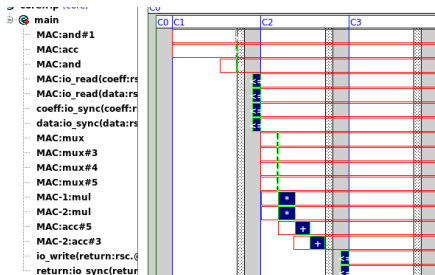 main
MAC:and#1
MAC:acc
MAC:and
MAC:io_read(coeff:rs
MAC:io_read(data:rs
coeff:io_sync(coeff:r
data:io_sync(data:rs
MAC:mux
MAC:mux#3
MAC:mux#4
MAC:mux#5
MAC-1:mul
MAC-2:mul
MAC:acc#5
MAC-2:acc#3
io_write(return:rsc.@
return:io_sync(retur
C0
C0 C1 C2 C3
*
*
+
+